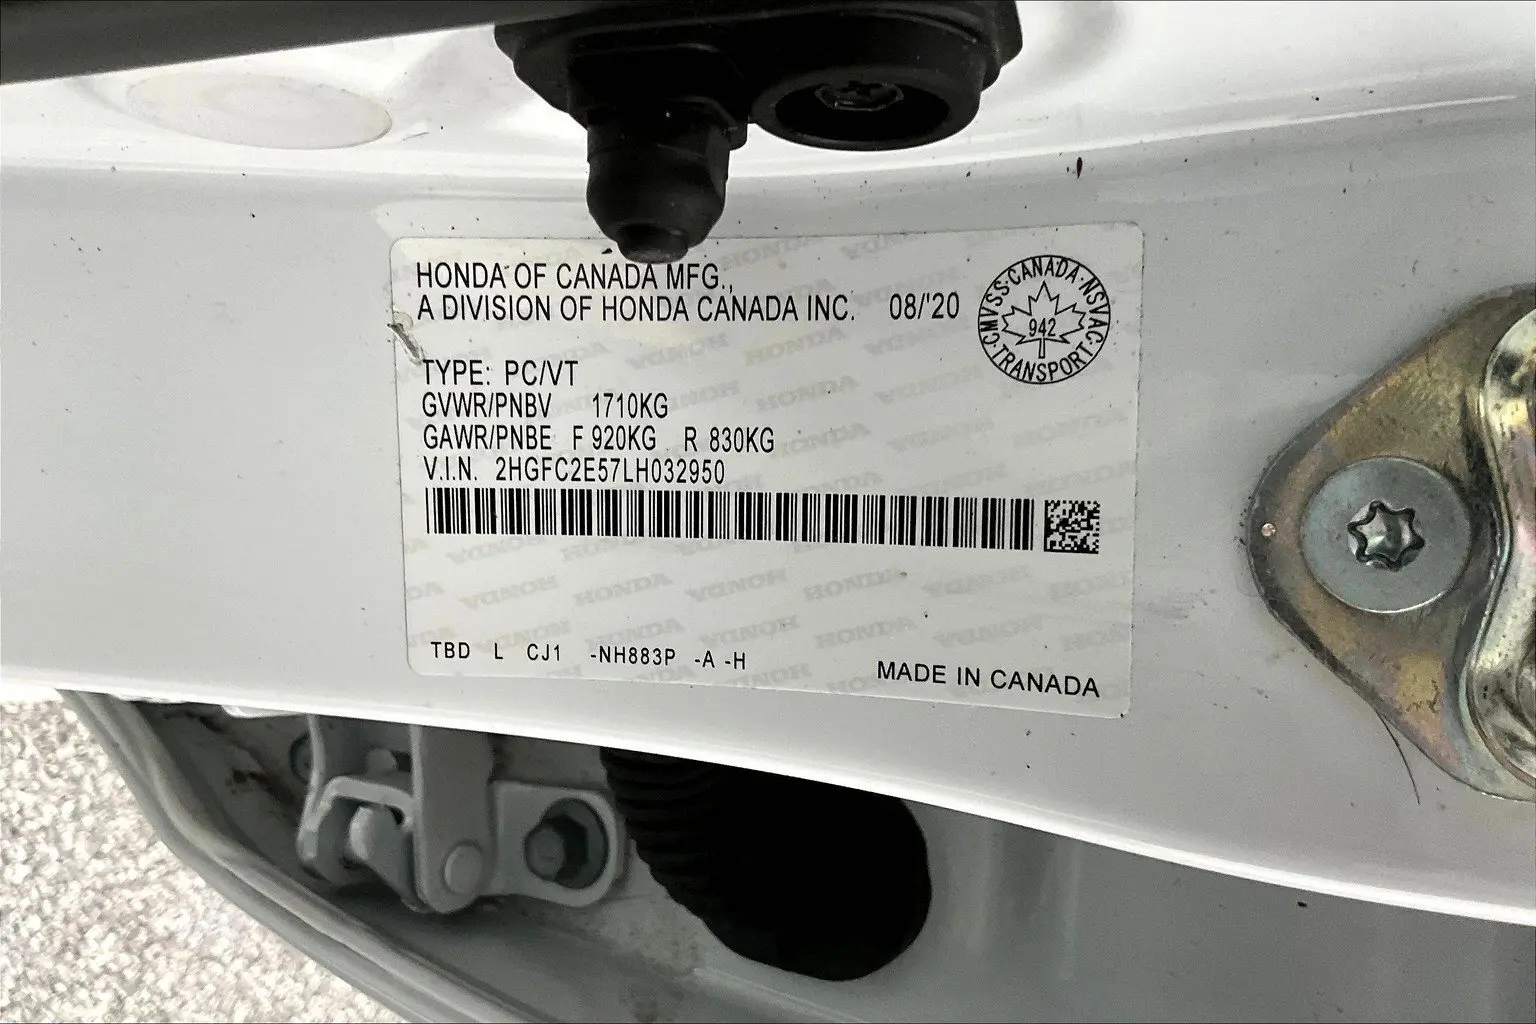 HONDA OF CANADA MFG.,
A DIVISION OF HONDA CANADA INC. 08/'20
CMVSS·CANADA·NSVAC·TRANSPORT·
942
TYPE: PC/VT
GVWR/PNBV 1710KG
GAWR/PNBE F 920KG R 830KG
V.I.N. 2HGFC2E57LH032950
TBD L CJ1 -NH883P -A -H
MADE IN CANADA